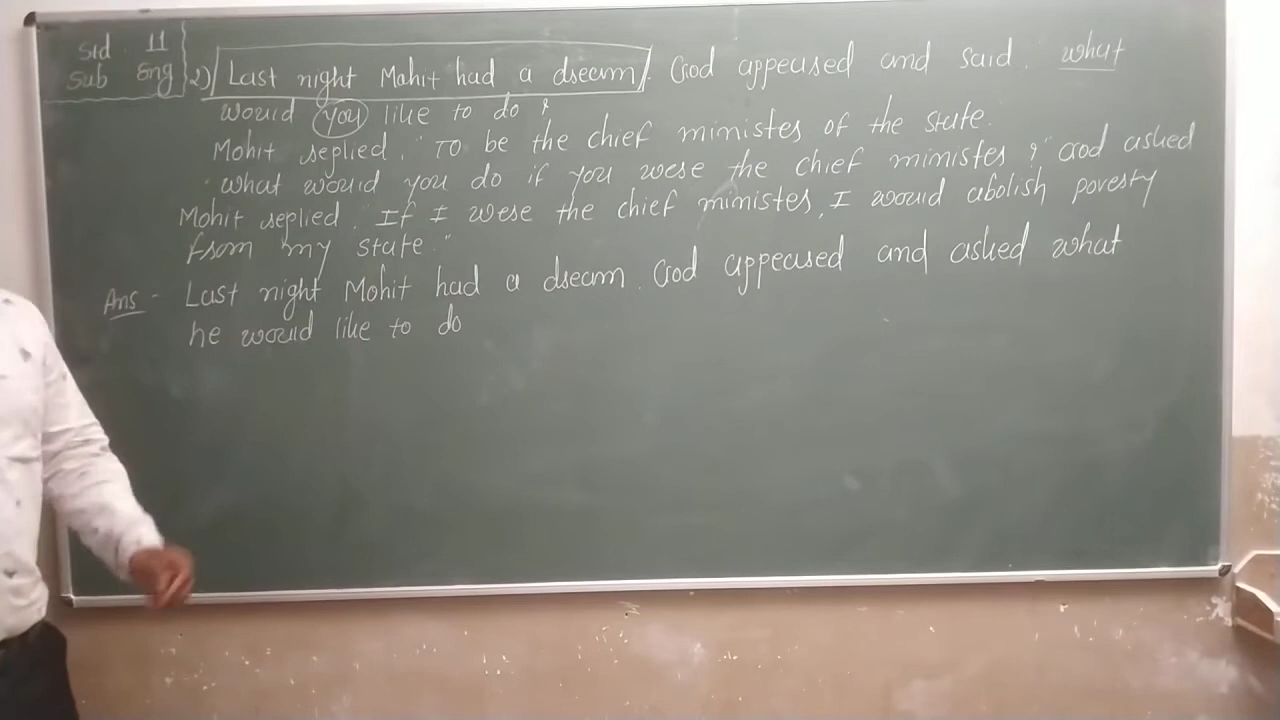 Std. 11
Sub Eng
2) Last night Mohit had a dream. God appeared and said. what
would you like to do ?
Mohit replied. "To be the chief minister of the state.
"what would you do if you were the chief minister ?" God asked
Mohit replied. "If I were the chief minister, I would abolish poverty
from my state."
Ans - Last night Mohit had a dream. God appeared and asked what
he would like to do